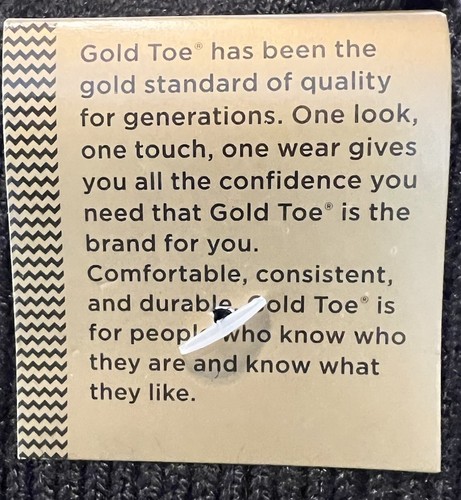 Gold Toe® has been the
gold standard of quality
for generations. One look,
one touch, one wear gives
you all the confidence you
need that Gold Toe® is the
brand for you.
Comfortable, consistent,
and durable. Gold Toe® is
for people who know who
they are and know what
they like.